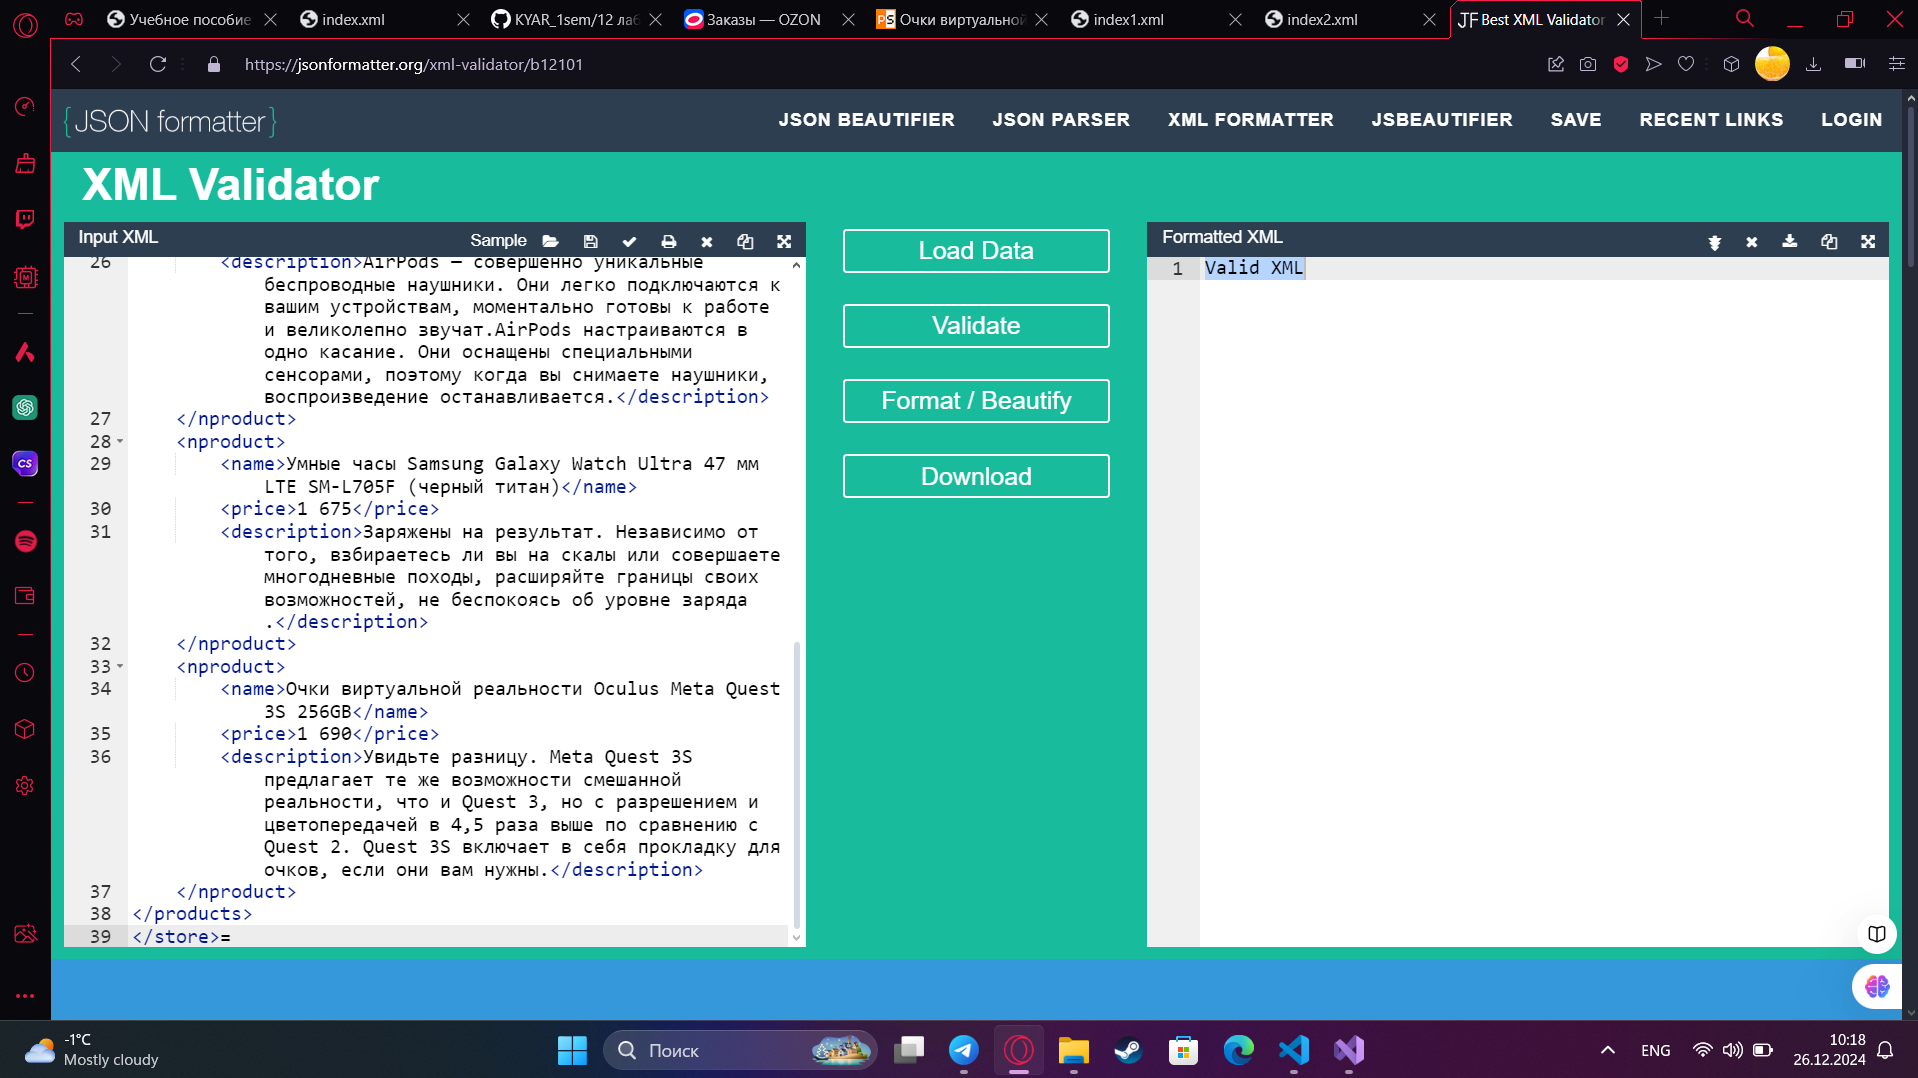 Учебное пособие
index.xml
KYAR_1sem/12 лаб
Заказы — OZON
Очки виртуальной
index1.xml
index2.xml
Best XML Validator
https://jsonformatter.org/xml-validator/b12101
{JSON formatter}
JSON BEAUTIFIER
JSON PARSER
XML FORMATTER
JSBEAUTIFIER
SAVE
RECENT LINKS
LOGIN
XML Validator
Input XML
Sample
26 <description>AirPods — совершенно уникальные
беспроводные наушники. Они легко подключаются к
вашим устройствам, моментально готовы к работе
и великолепно звучат.AirPods настраиваются в
одно касание. Они оснащены специальными
сенсорами, поэтому когда вы снимаете наушники,
воспроизведение останавливается.</description>
27 </nproduct>
28 <nproduct>
29 <name>Умные часы Samsung Galaxy Watch Ultra 47 мм
LTE SM-L705F (черный титан)</name>
30 <price>1 675</price>
31 <description>Заряжены на результат. Независимо от
того, взбираетесь ли вы на скалы или совершаете
многодневные походы, расширяйте границы своих
возможностей, не беспокоясь об уровне заряда
.</description>
32 </nproduct>
33 <nproduct>
34 <name>Очки виртуальной реальности Oculus Meta Quest
3S 256GB</name>
35 <price>1 690</price>
36 <description>Увидьте разницу. Meta Quest 3S
предлагает те же возможности смешанной
реальности, что и Quest 3, но с разрешением и
цветопередачей в 4,5 раза выше по сравнению с
Quest 2. Quest 3S включает в себя прокладку для
очков, если они вам нужны.</description>
37 </nproduct>
38 </products>
39 </store>=
Load Data
Validate
Format / Beautify
Download
Formatted XML
1 Valid XML
-1°C
Mostly cloudy
Поиск
ENG
10:18
26.12.2024